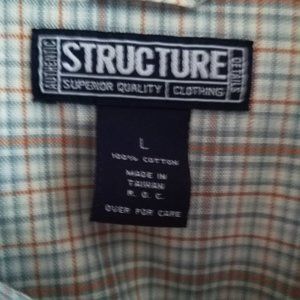 AUTHENTIC
STRUCTURE
DETAILS
SUPERIOR QUALITY CLOTHING
L
100% COTTON
MADE IN
TAIWAN
R. O. C.
OVER FOR CARE